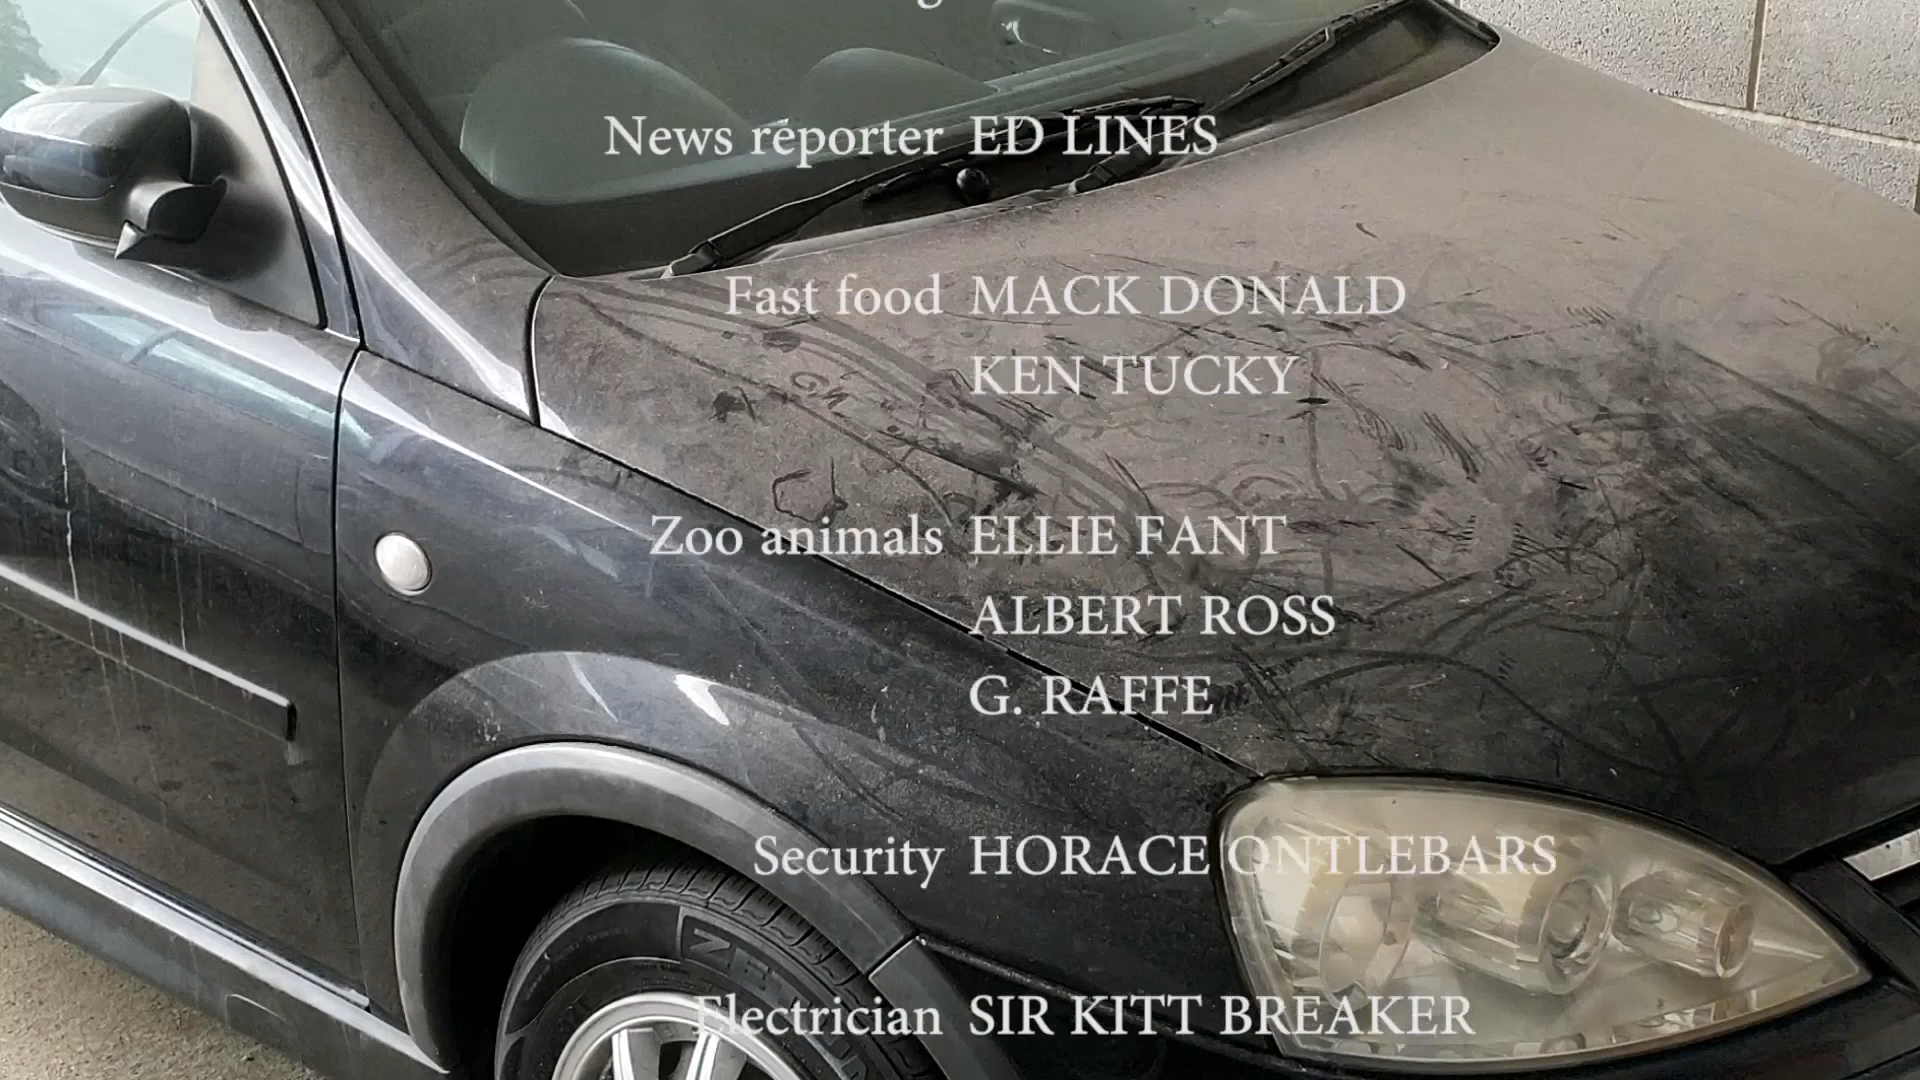 News reporter ED LINES
Fast food MACK DONALD
KEN TUCKY
Zoo animals ELLIE FANT
ALBERT ROSS
G. RAFFE
Security HORACE ONTLEBARS
Electrician SIR KITT BREAKER